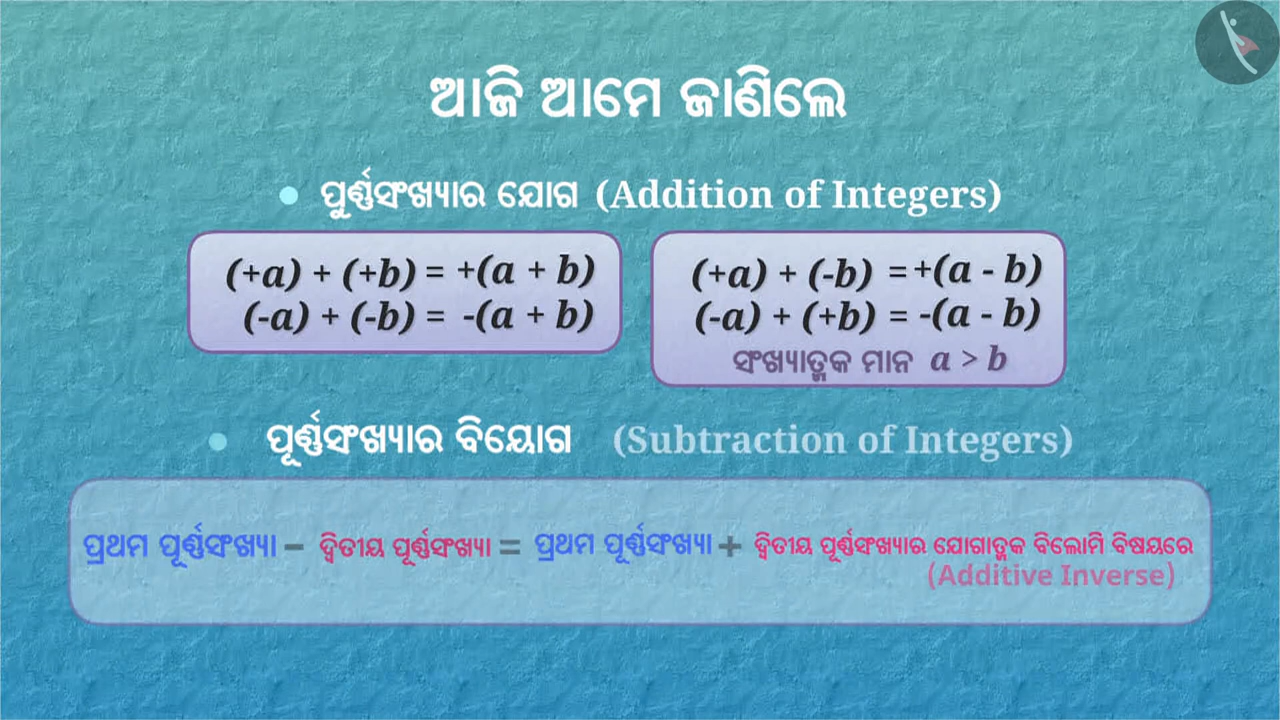 ଆଜି ଆମେ ଜାଣିଲେ
• ପୁର୍ଣ୍ଣସଂଖ୍ୟାର ଯୋଗ (Addition of Integers)
(+a) + (+b) = +(a + b)
(-a) + (-b) = -(a + b)
(+a) + (-b) = +(a - b)
(-a) + (+b) = -(a - b)
ସଂଖ୍ୟାତ୍ମକ ମାନ a > b
• ପୂର୍ଣ୍ଣସଂଖ୍ୟାର ବିୟୋଗ (Subtraction of Integers)
ପ୍ରଥମ ପୂର୍ଣ୍ଣସଂଖ୍ୟା – ଦ୍ୱିତୀୟ ପୂର୍ଣ୍ଣସଂଖ୍ୟା = ପ୍ରଥମ ପୂର୍ଣ୍ଣସଂଖ୍ୟା + ଦ୍ୱିତୀୟ ପୂର୍ଣ୍ଣସଂଖ୍ୟାର ଯୋଗାତ୍ମକ ବିଲୋମି ବିଷୟରେ
(Additive Inverse)